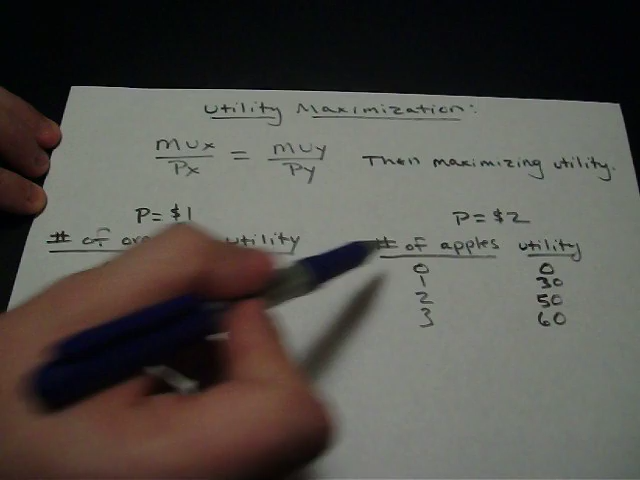 Utility Maximization:
MUx / Px = MUy / Py Then maximizing utility.
P= $1 P= $2
# of utility # of apples utility
0 0
1 30
2 50
3 60